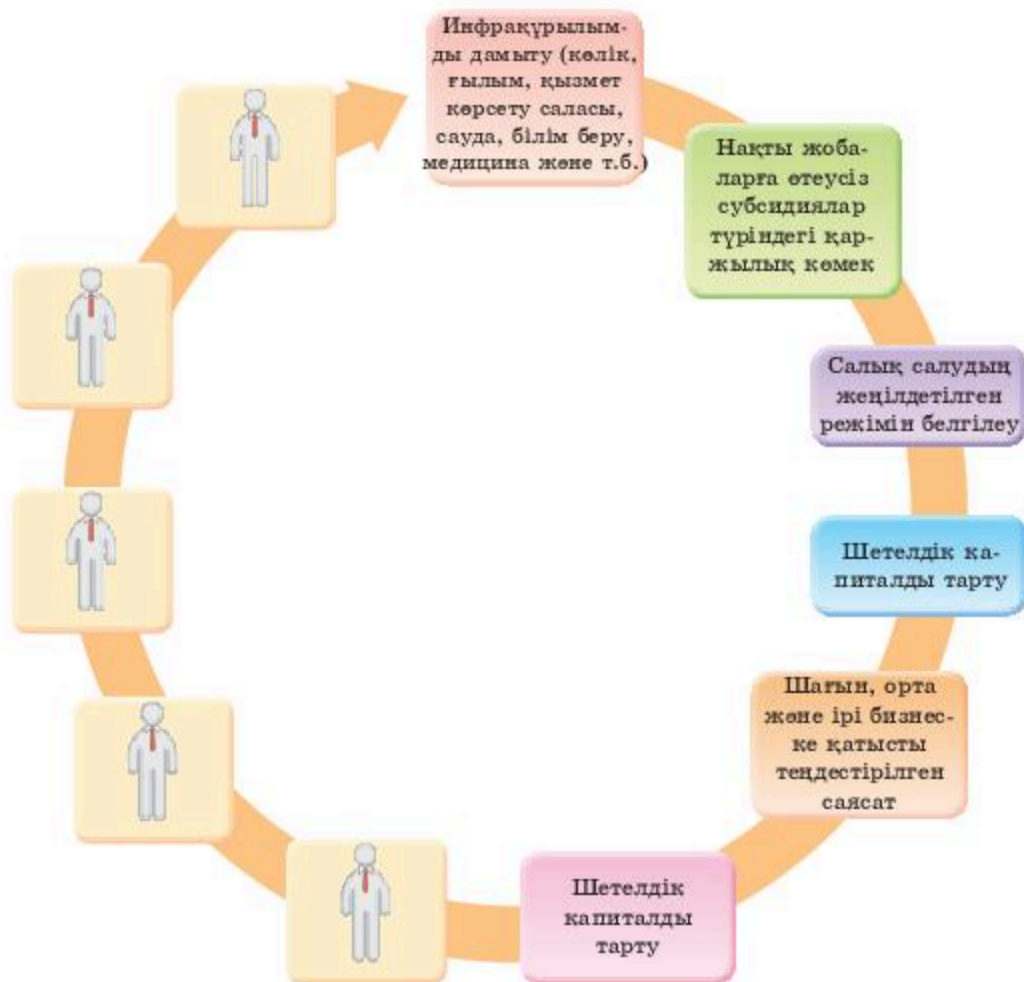 Инфрақұрылым-
ды дамыту (көлік,
ғылым, қызмет
көрсету саласы,
сауда, білім беру,
медицина және т.б.)
Нақты жоба-
ларға өтеусіз
субсидиялар
түріндегі қар-
жылық көмек
Салық салудың
жеңілдетілген
режімін белгілеу
Шетелдік ка-
питалды тарту
Шағын, орта
және ірі бизнес-
ке қатысты
теңдестірілген
саясат
Шетелдік
капиталды
тарту